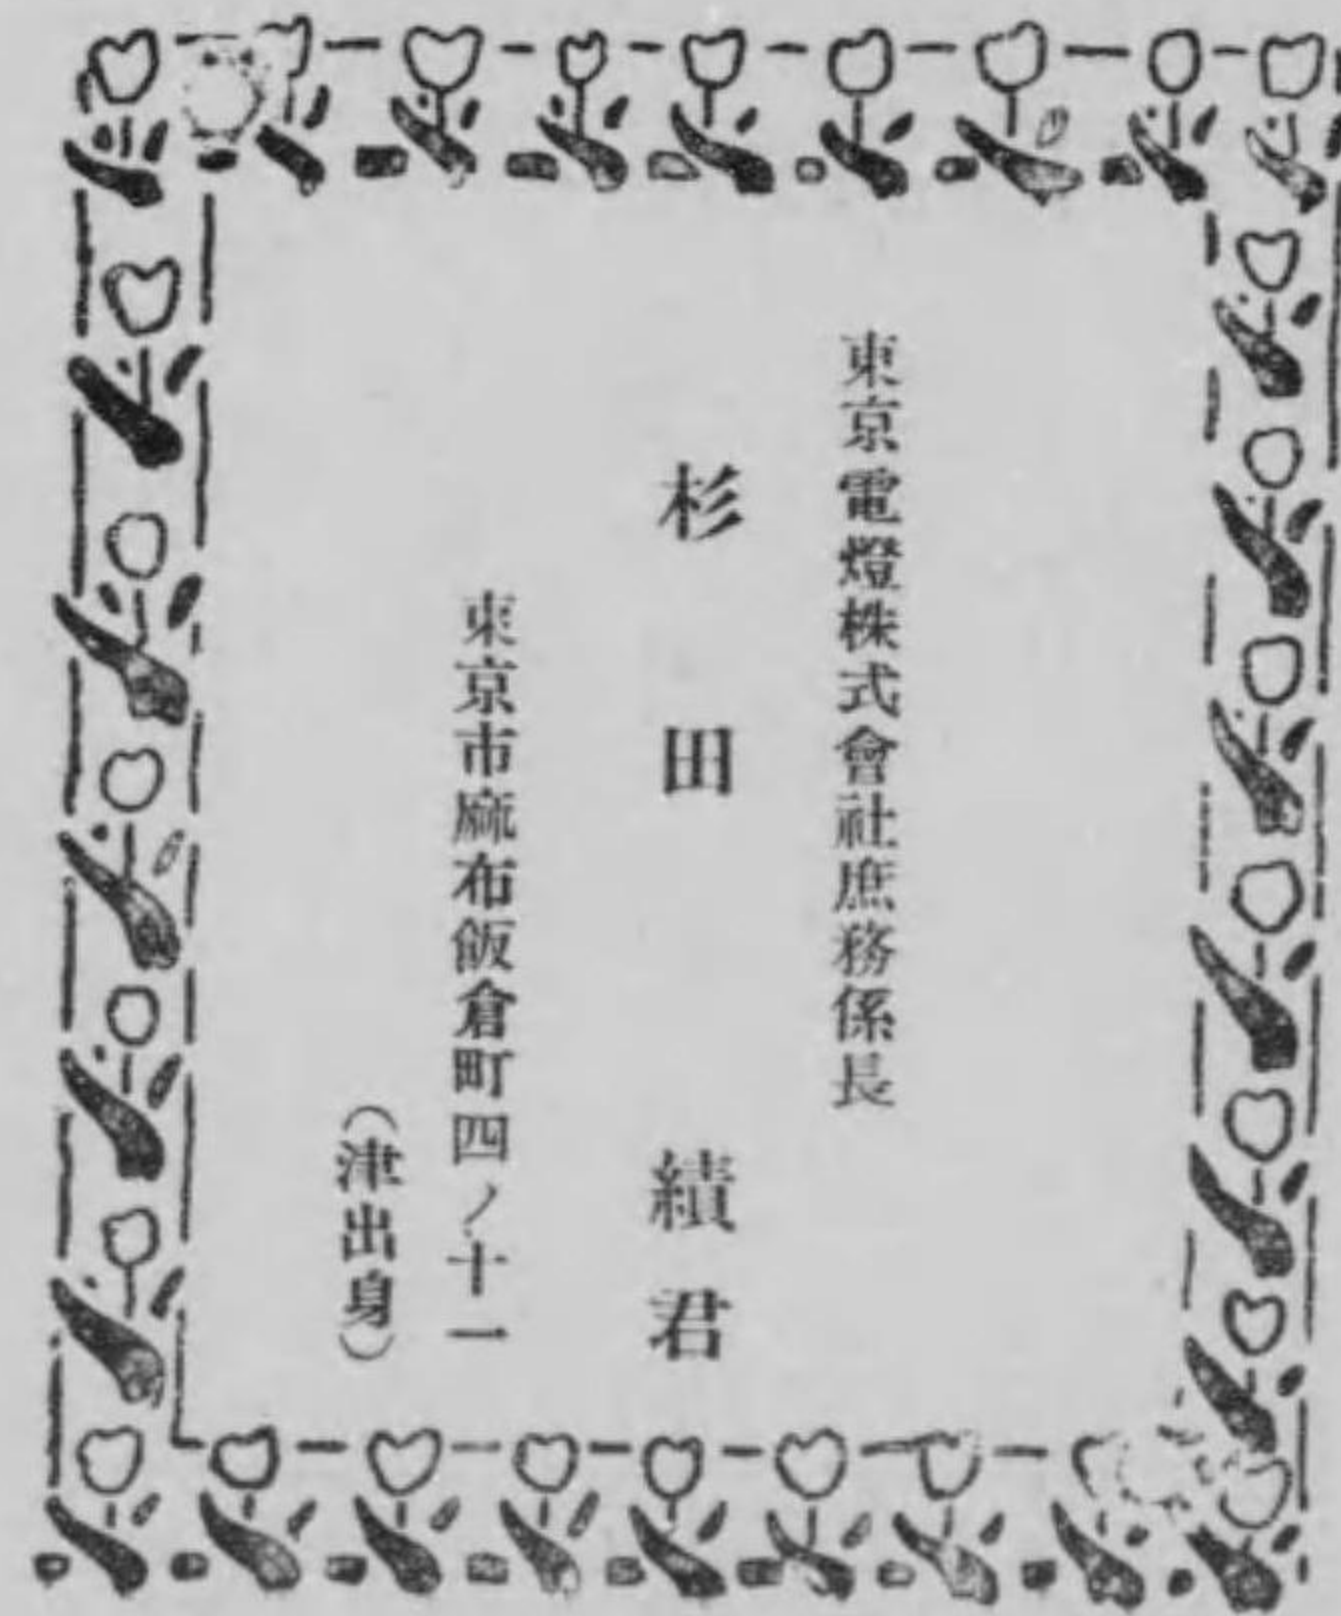 東京電燈株式會社庶務係長
杉田績君
東京市麻布飯倉町四ノ十一
（津出身）